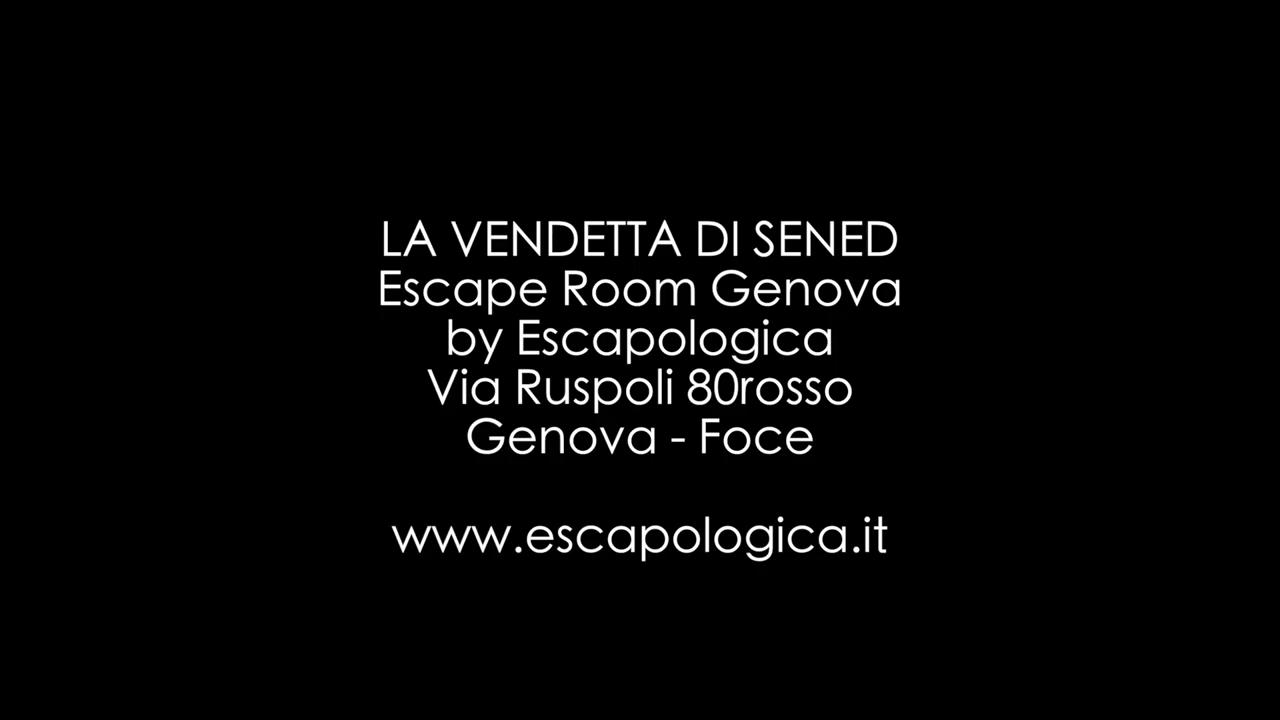 LA VENDETTA DI SENED
Escape Room Genova
by Escapologica
Via Ruspoli 80rosso
Genova - Foce
www.escapologica.it